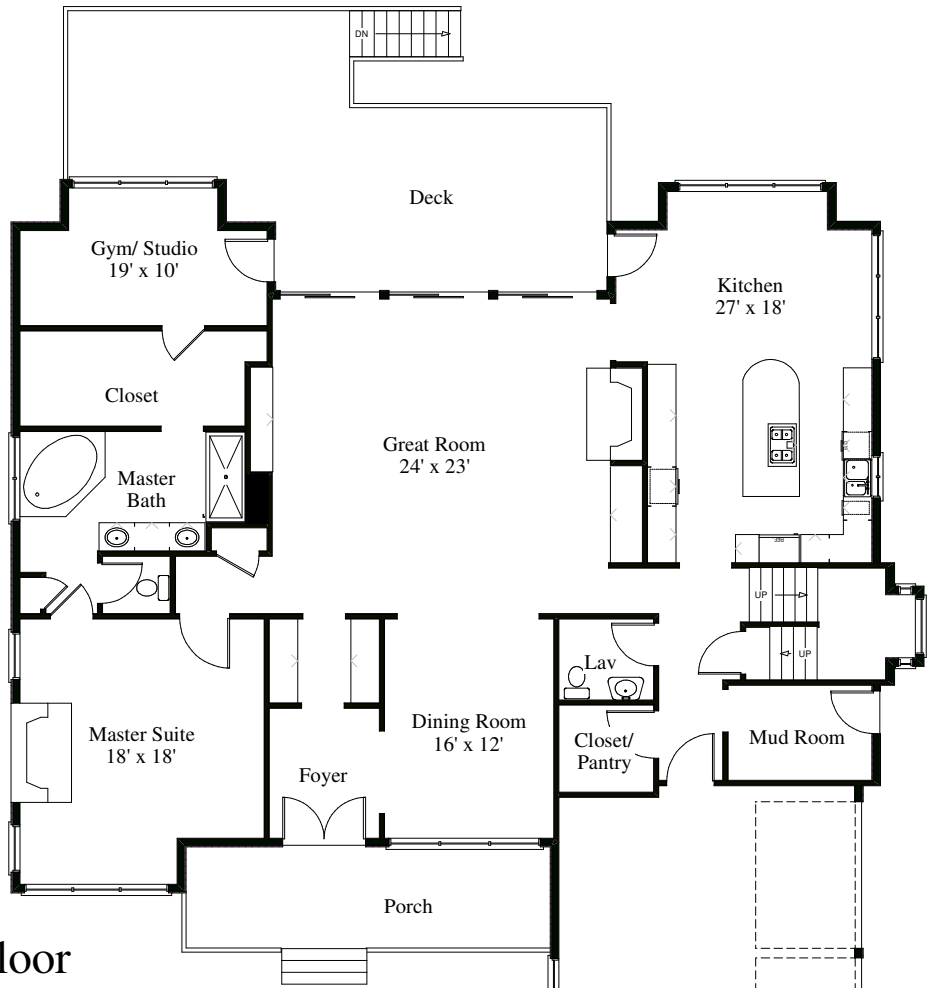 DN
Deck
Gym/ Studio
19' x 10'
Kitchen
27' x 18'
Closet
Great Room
24' x 23'
Master
Bath
REF
UP
UP
Lav
Master Suite
18' x 18'
Dining Room
16' x 12'
Closet/
Pantry
Mud Room
Foyer
Porch
loor